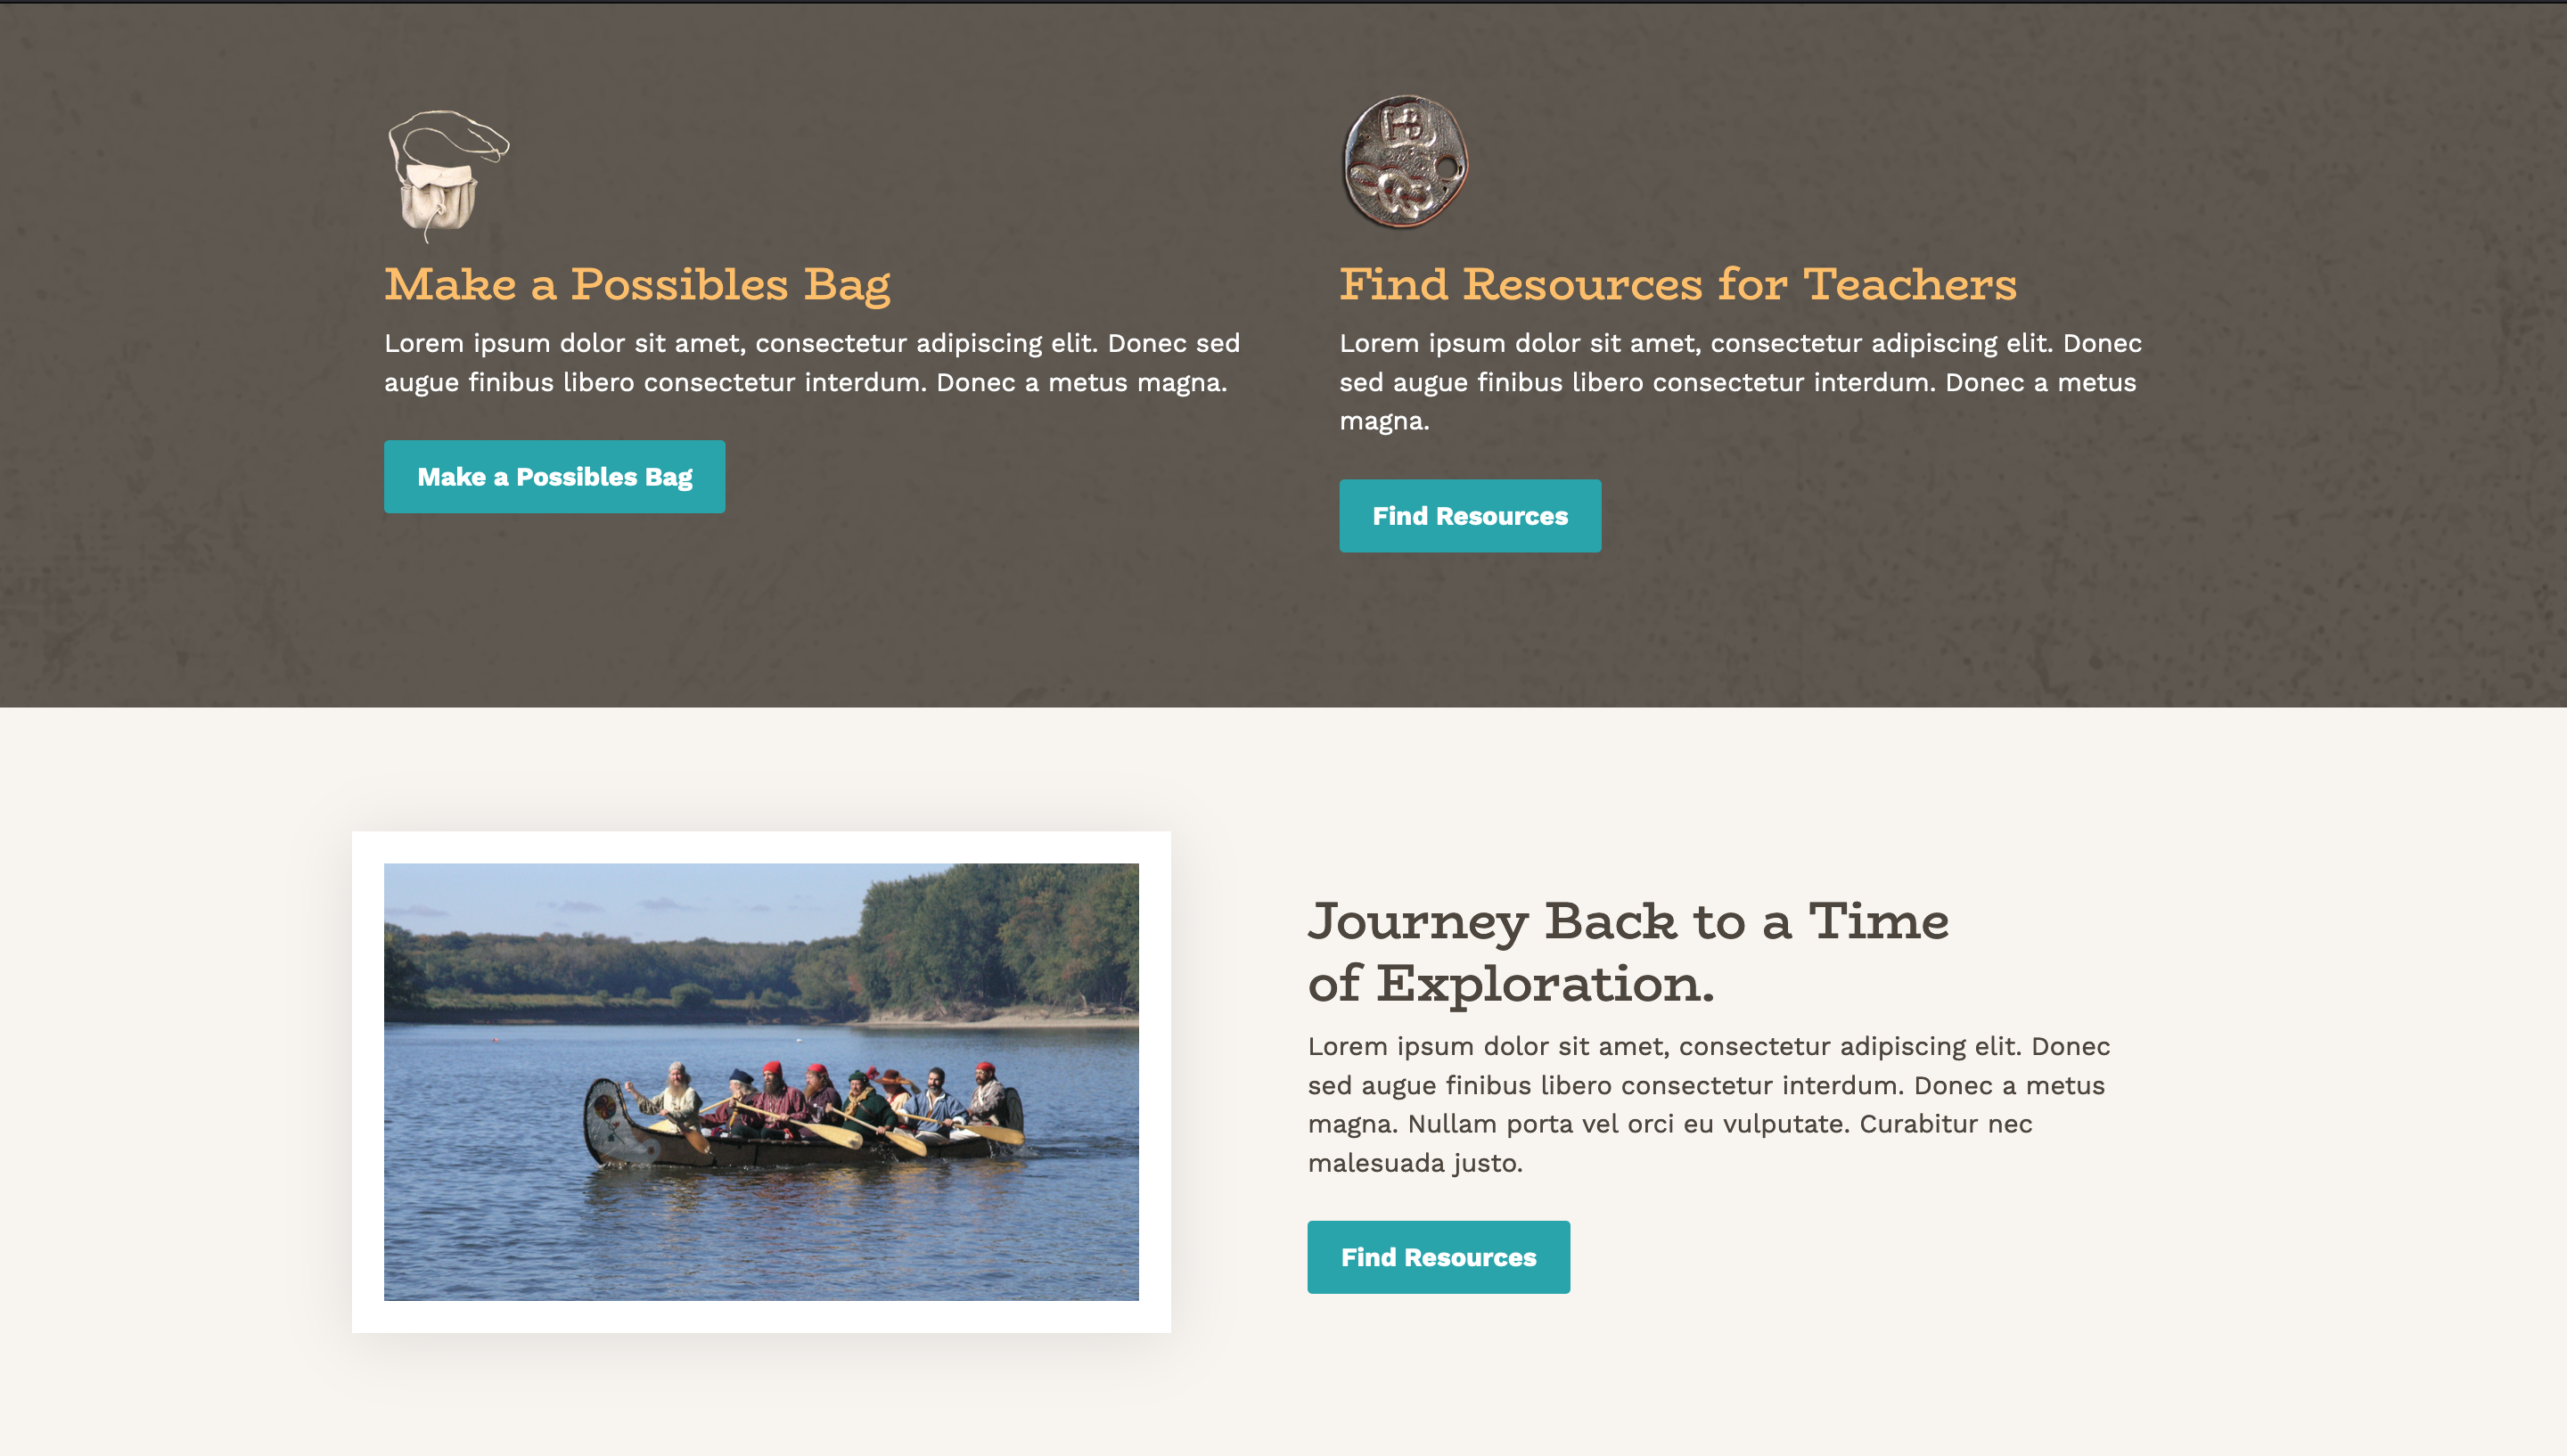 Make a Possibles Bag
Lorem ipsum dolor sit amet, consectetur adipiscing elit. Donec sed
augue finibus libero consectetur interdum. Donec a metus magna.
Make a Possibles Bag
HB
Find Resources for Teachers
Lorem ipsum dolor sit amet, consectetur adipiscing elit. Donec
sed augue finibus libero consectetur interdum. Donec a metus
magna.
Find Resources
Journey Back to a Time
of Exploration.
Lorem ipsum dolor sit amet, consectetur adipiscing elit. Donec
sed augue finibus libero consectetur interdum. Donec a metus
magna. Nullam porta vel orci eu vulputate. Curabitur nec
malesuada justo.
Find Resources